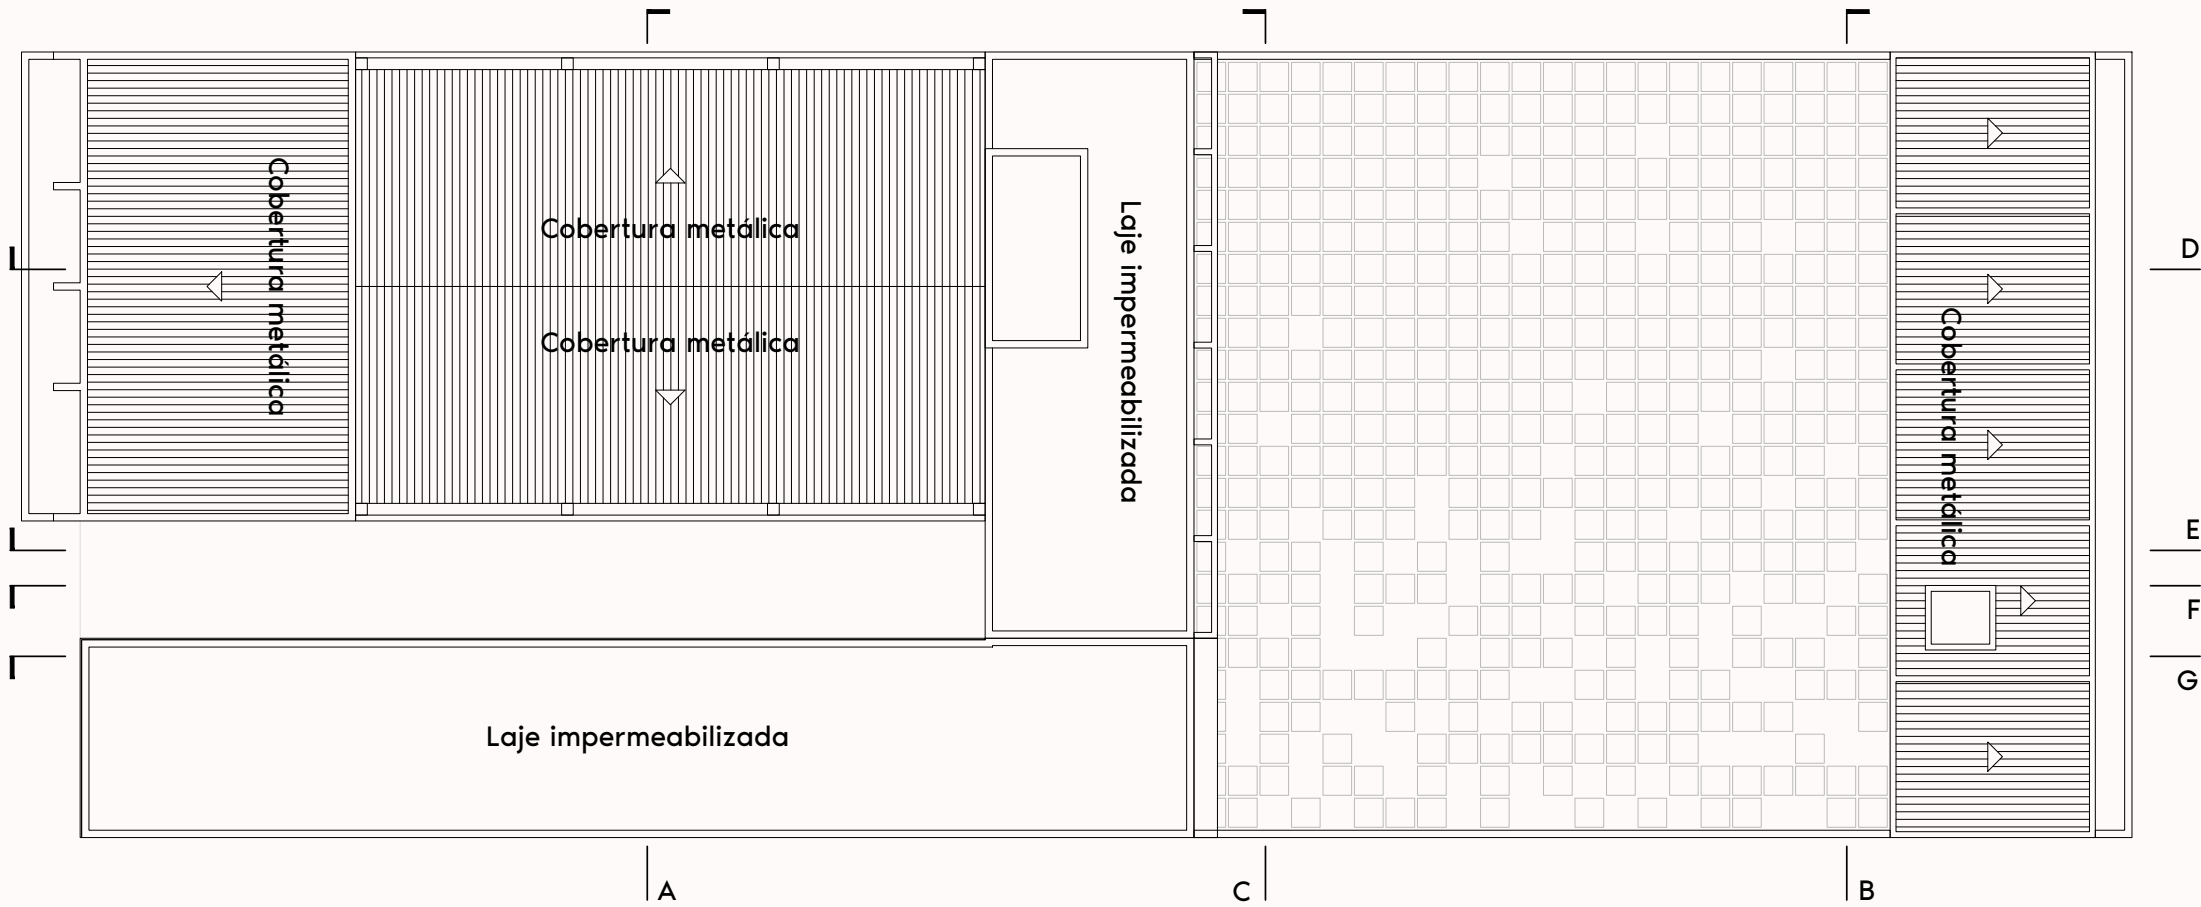 Cobertura metálica
Cobertura metálica
Cobertura metálica
Laje impermeabilizada
Cobertura metálica
D
E
F
G
Laje impermeabilizada
A
C
B